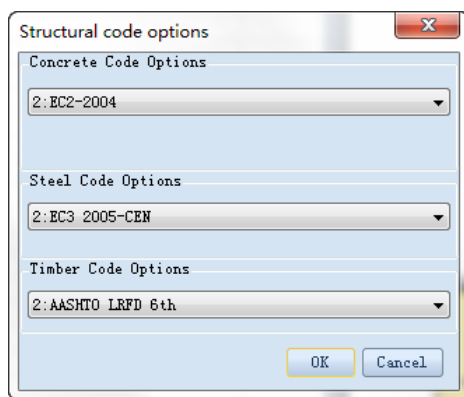 Structural code options
Concrete Code Options
2:EC2-2004
Steel Code Options
2:EC3 2005-CEN
Timber Code Options
2:AASHTO LRFD 6th
OK Cancel